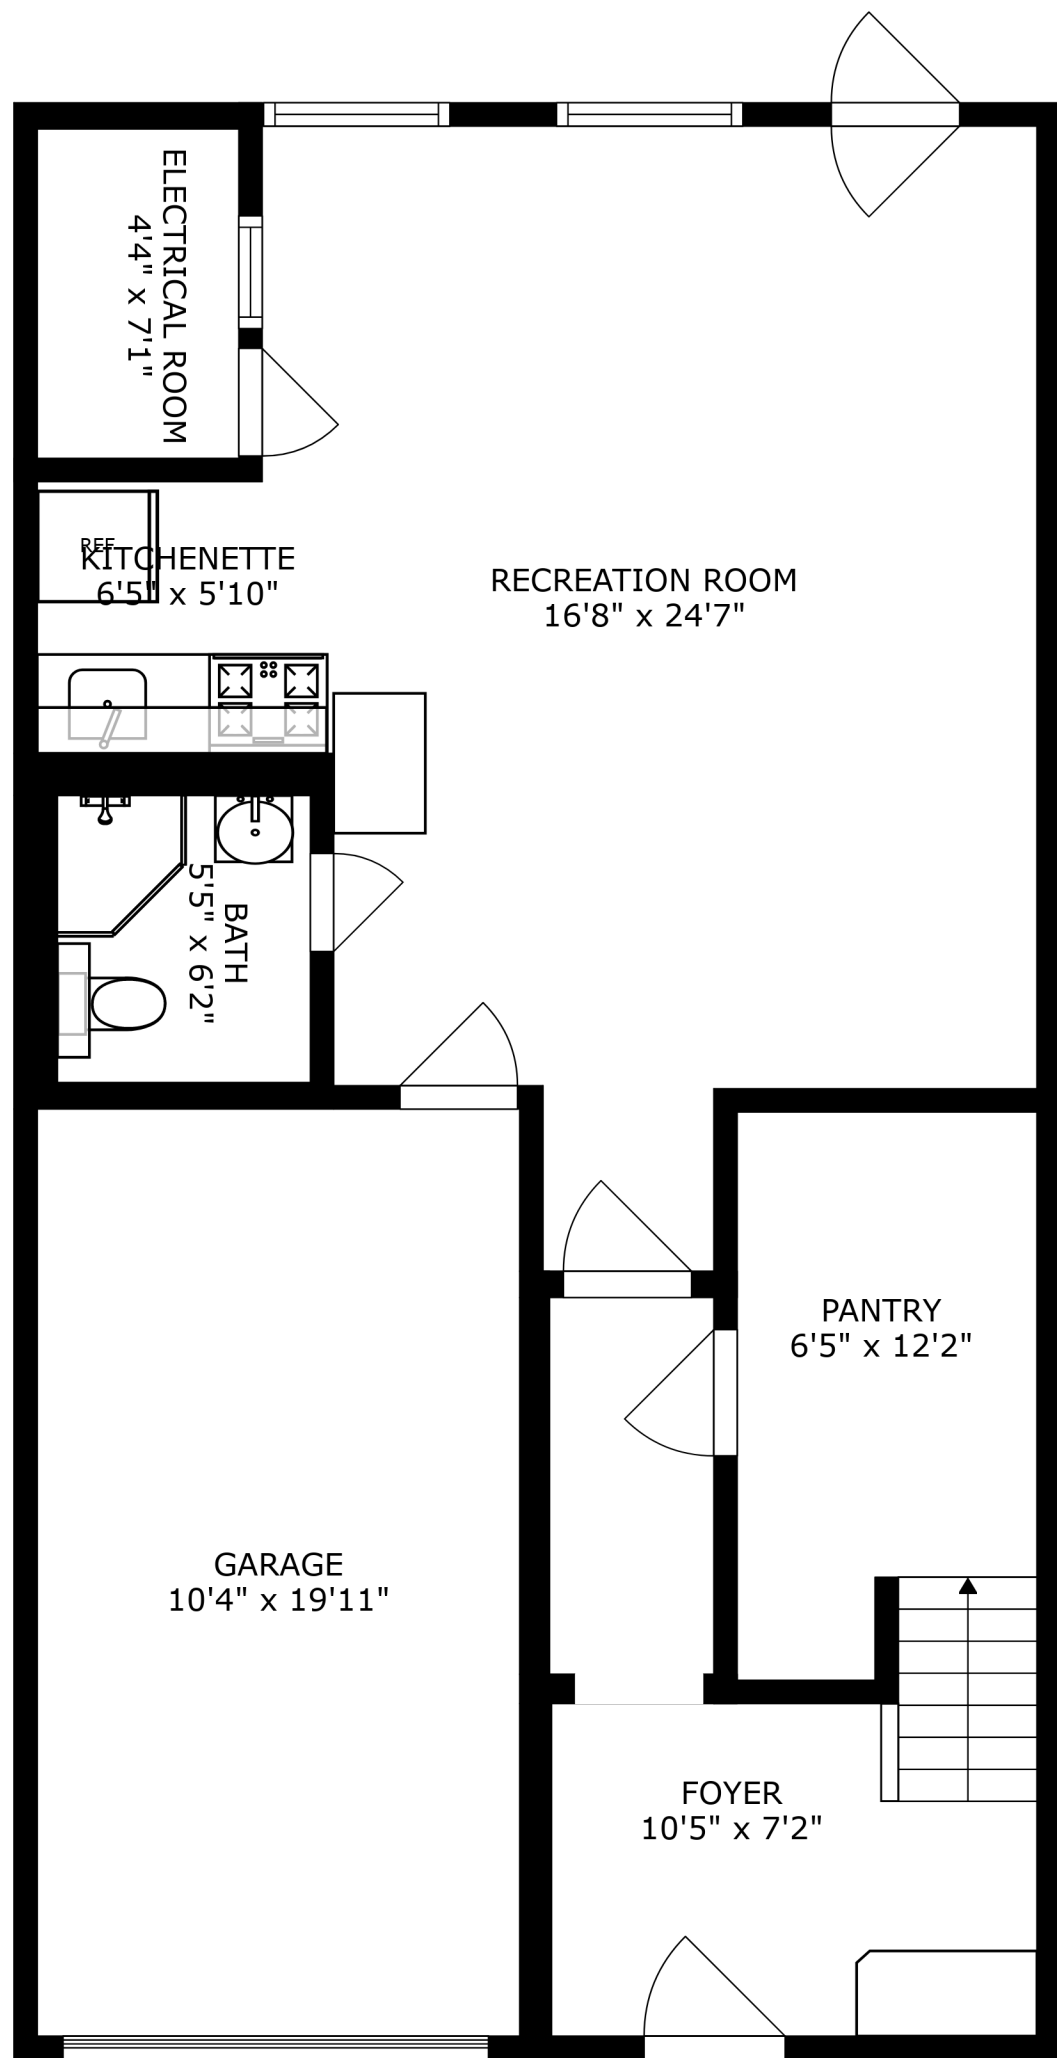 ELECTRICAL ROOM
4'4" x 7'1"
REF
KITCHENETTE
6'5" x 5'10"
RECREATION ROOM
16'8" x 24'7"
BATH
5'5" x 6'2"
PANTRY
6'5" x 12'2"
GARAGE
10'4" x 19'11"
FOYER
10'5" x 7'2"